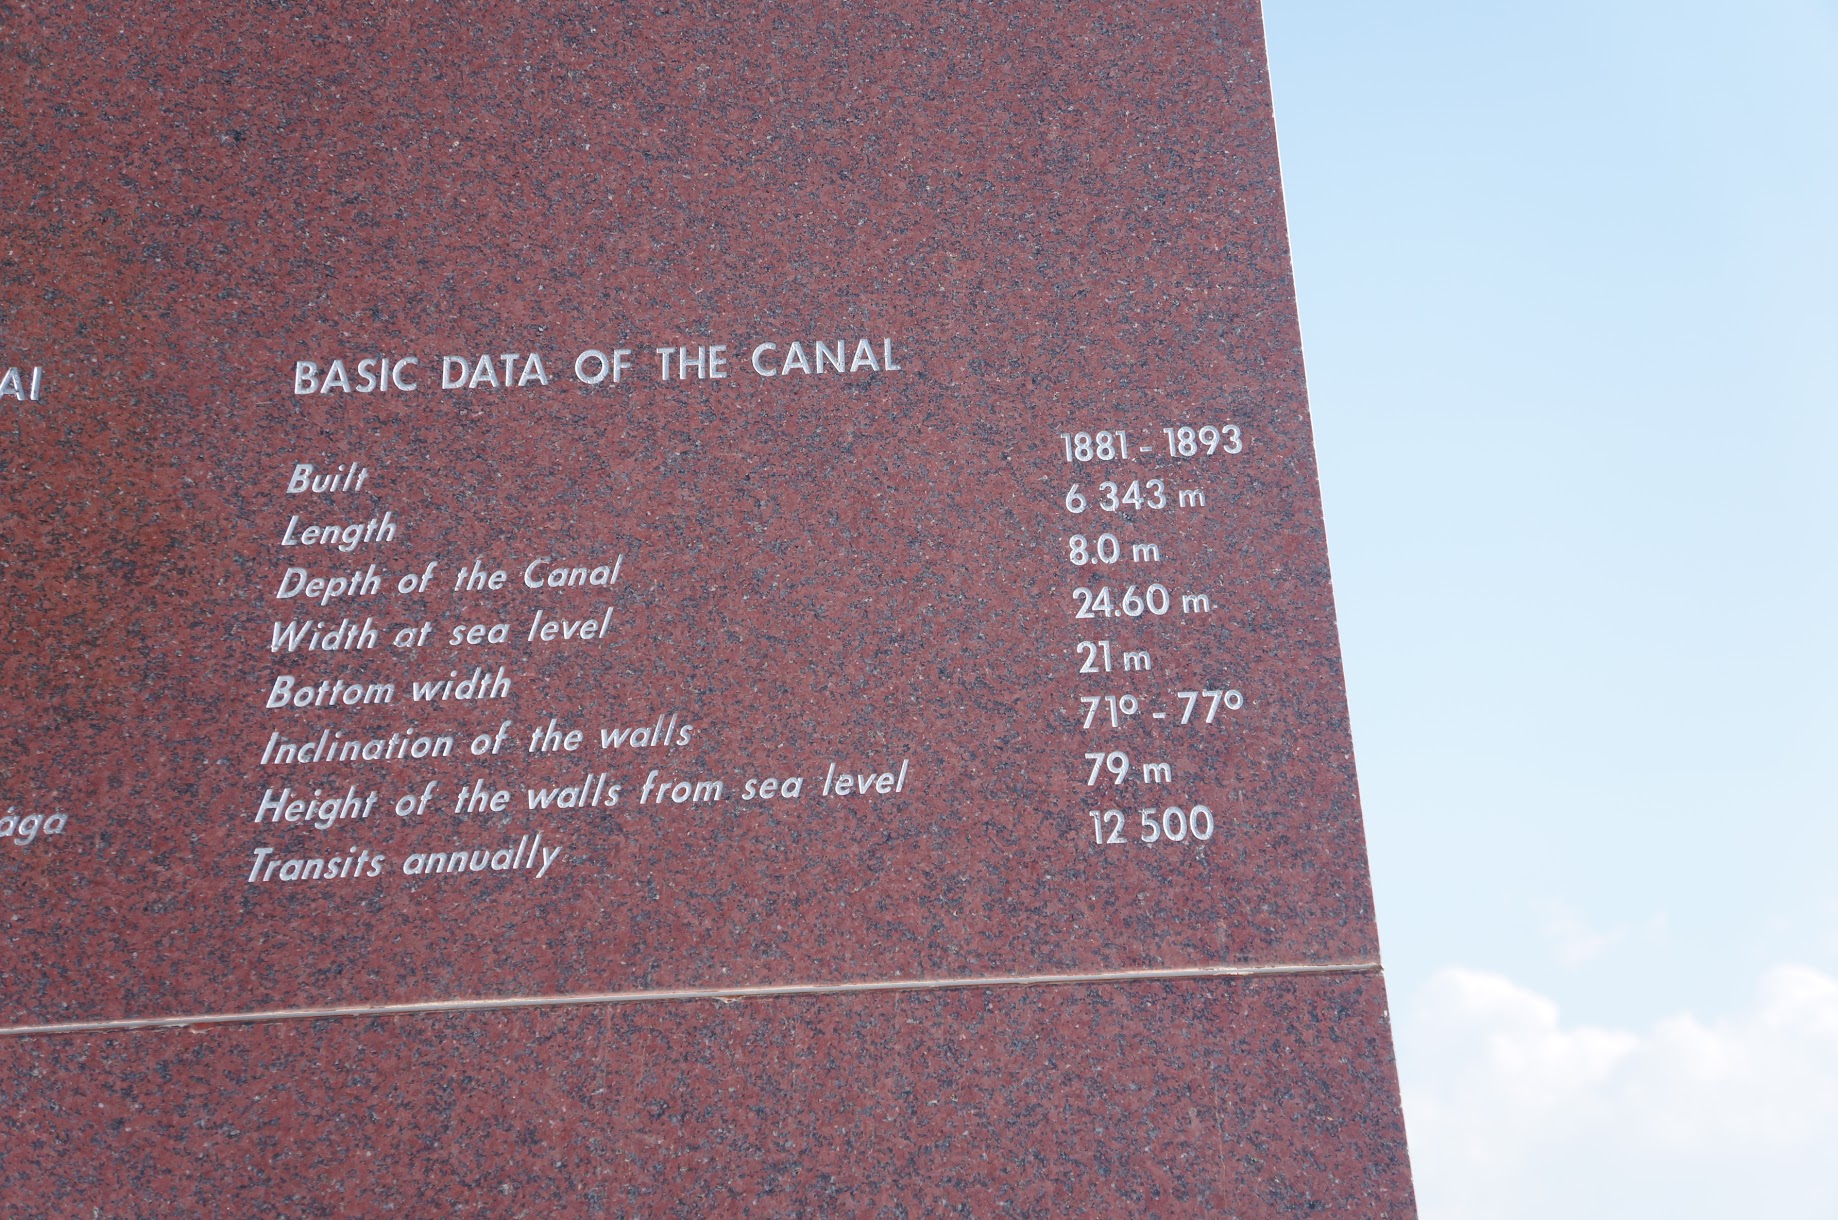 AI
BASIC DATA OF THE CANAL
Built 1881 - 1893
Length 6 343 m
Depth of the Canal 8.0 m
Width at sea level 24.60 m
Bottom width 21 m
Inclination of the walls 71° - 77°
Height of the walls from sea level 79 m
ága
Transits annually 12 500